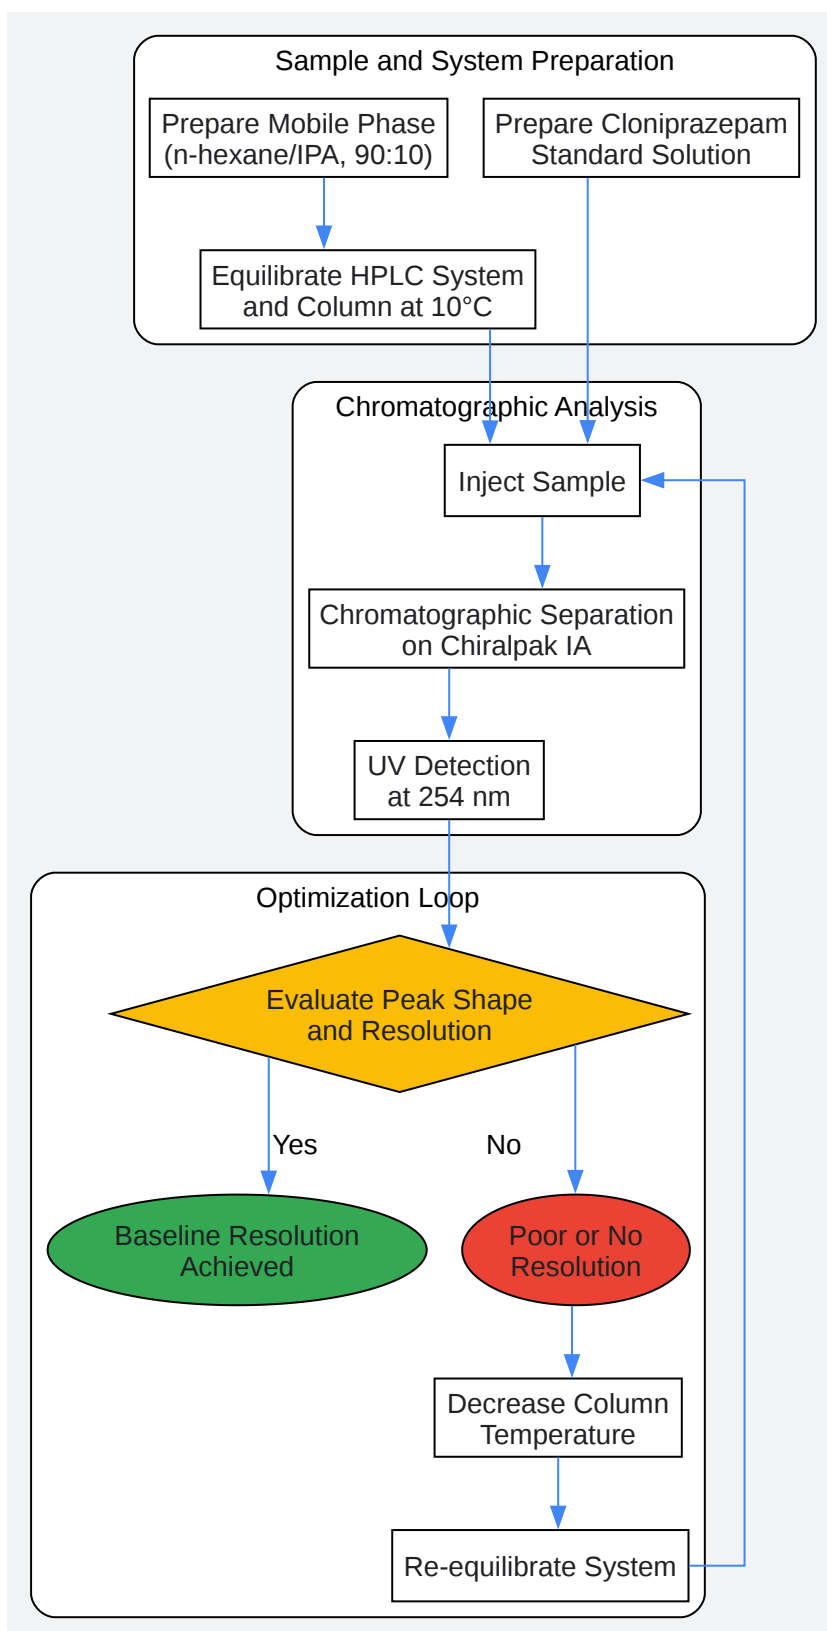 Sample and System Preparation
Prepare Mobile Phase
(n-hexane/IPA, 90:10)
Prepare Cloniprazepam
Standard Solution
Equilibrate HPLC System
and Column at 10°C
Chromatographic Analysis
Inject Sample
Chromatographic Separation
on Chiralpak IA
UV Detection
at 254 nm
Optimization Loop
Evaluate Peak Shape
and Resolution
Yes
No
Baseline Resolution
Achieved
Poor or No
Resolution
Decrease Column
Temperature
Re-equilibrate System